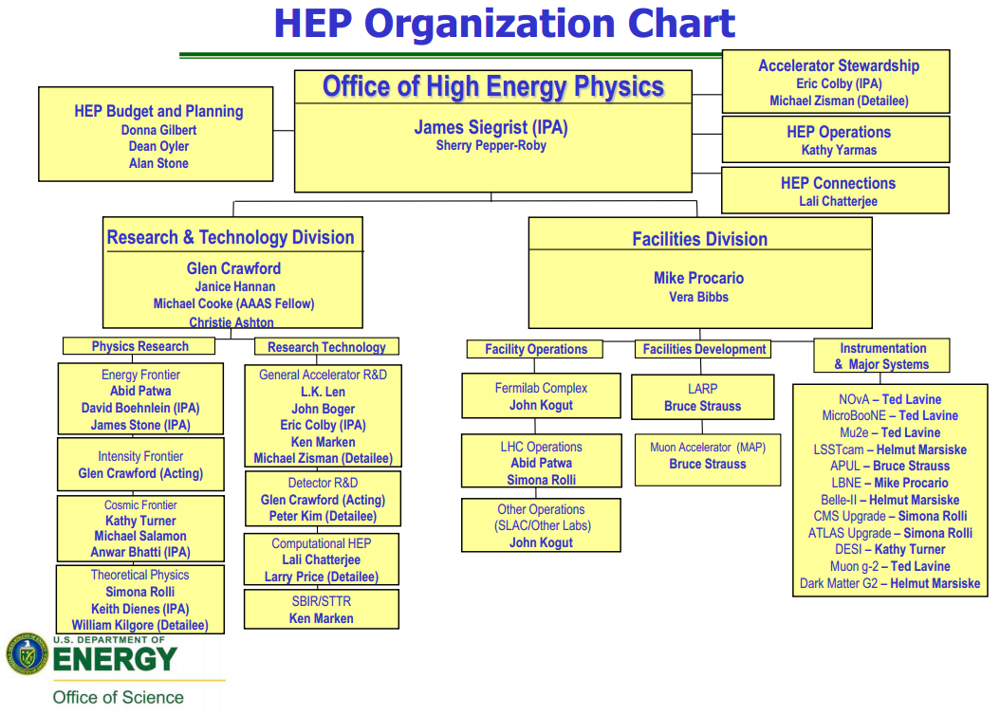 HEP Organization Chart
Office of High Energy Physics
James Siegrist (IPA)
Sherry Pepper-Roby
HEP Budget and Planning
Donna Gilbert
Dean Oyler
Alan Stone
Accelerator Stewardship
Eric Colby (IPA)
Michael Zisman (Detailee)
HEP Operations
Kathy Yarmas
HEP Connections
Lali Chatterjee
Research & Technology Division
Glen Crawford
Janice Hannan
Michael Cooke (AAAS Fellow)
Christie Ashton
Physics Research
Energy Frontier
Abid Patwa
David Boehnlein (IPA)
James Stone (IPA)
Intensity Frontier
Glen Crawford (Acting)
Cosmic Frontier
Kathy Turner
Michael Salamon
Anwar Bhatti (IPA)
Theoretical Physics
Simona Rolli
Keith Dienes (IPA)
William Kilgore (Detailee)
Research Technology
General Accelerator R&D
L.K. Len
John Boger
Eric Colby (IPA)
Ken Marken
Michael Zisman (Detailee)
Detector R&D
Glen Crawford (Acting)
Peter Kim (Detailee)
Computational HEP
Lali Chatterjee
Larry Price (Detailee)
SBIR/STTR
Ken Marken
Facilities Division
Mike Procario
Vera Bibbs
Facility Operations
Fermilab Complex
John Kogut
LHC Operations
Abid Patwa
Simona Rolli
Other Operations
(SLAC/Other Labs)
John Kogut
Facilities Development
LARP
Bruce Strauss
Muon Accelerator (MAP)
Bruce Strauss
Instrumentation
& Major Systems
NOvA – Ted Lavine
MicroBooNE – Ted Lavine
Mu2e – Ted Lavine
LSSTcam – Helmut Marsiske
APUL – Bruce Strauss
LBNE – Mike Procario
Belle-II – Helmut Marsiske
CMS Upgrade – Simona Rolli
ATLAS Upgrade – Simona Rolli
DESI – Kathy Turner
Muon g-2 – Ted Lavine
Dark Matter G2 – Helmut Marsiske
U.S. DEPARTMENT OF
ENERGY
Office of Science